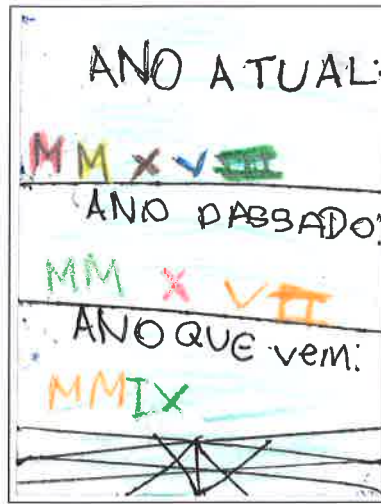 ANO ATUAL:
MMXVIII
ANO PASSADO:
MMXVII
ANO QUE vem:
MMIX